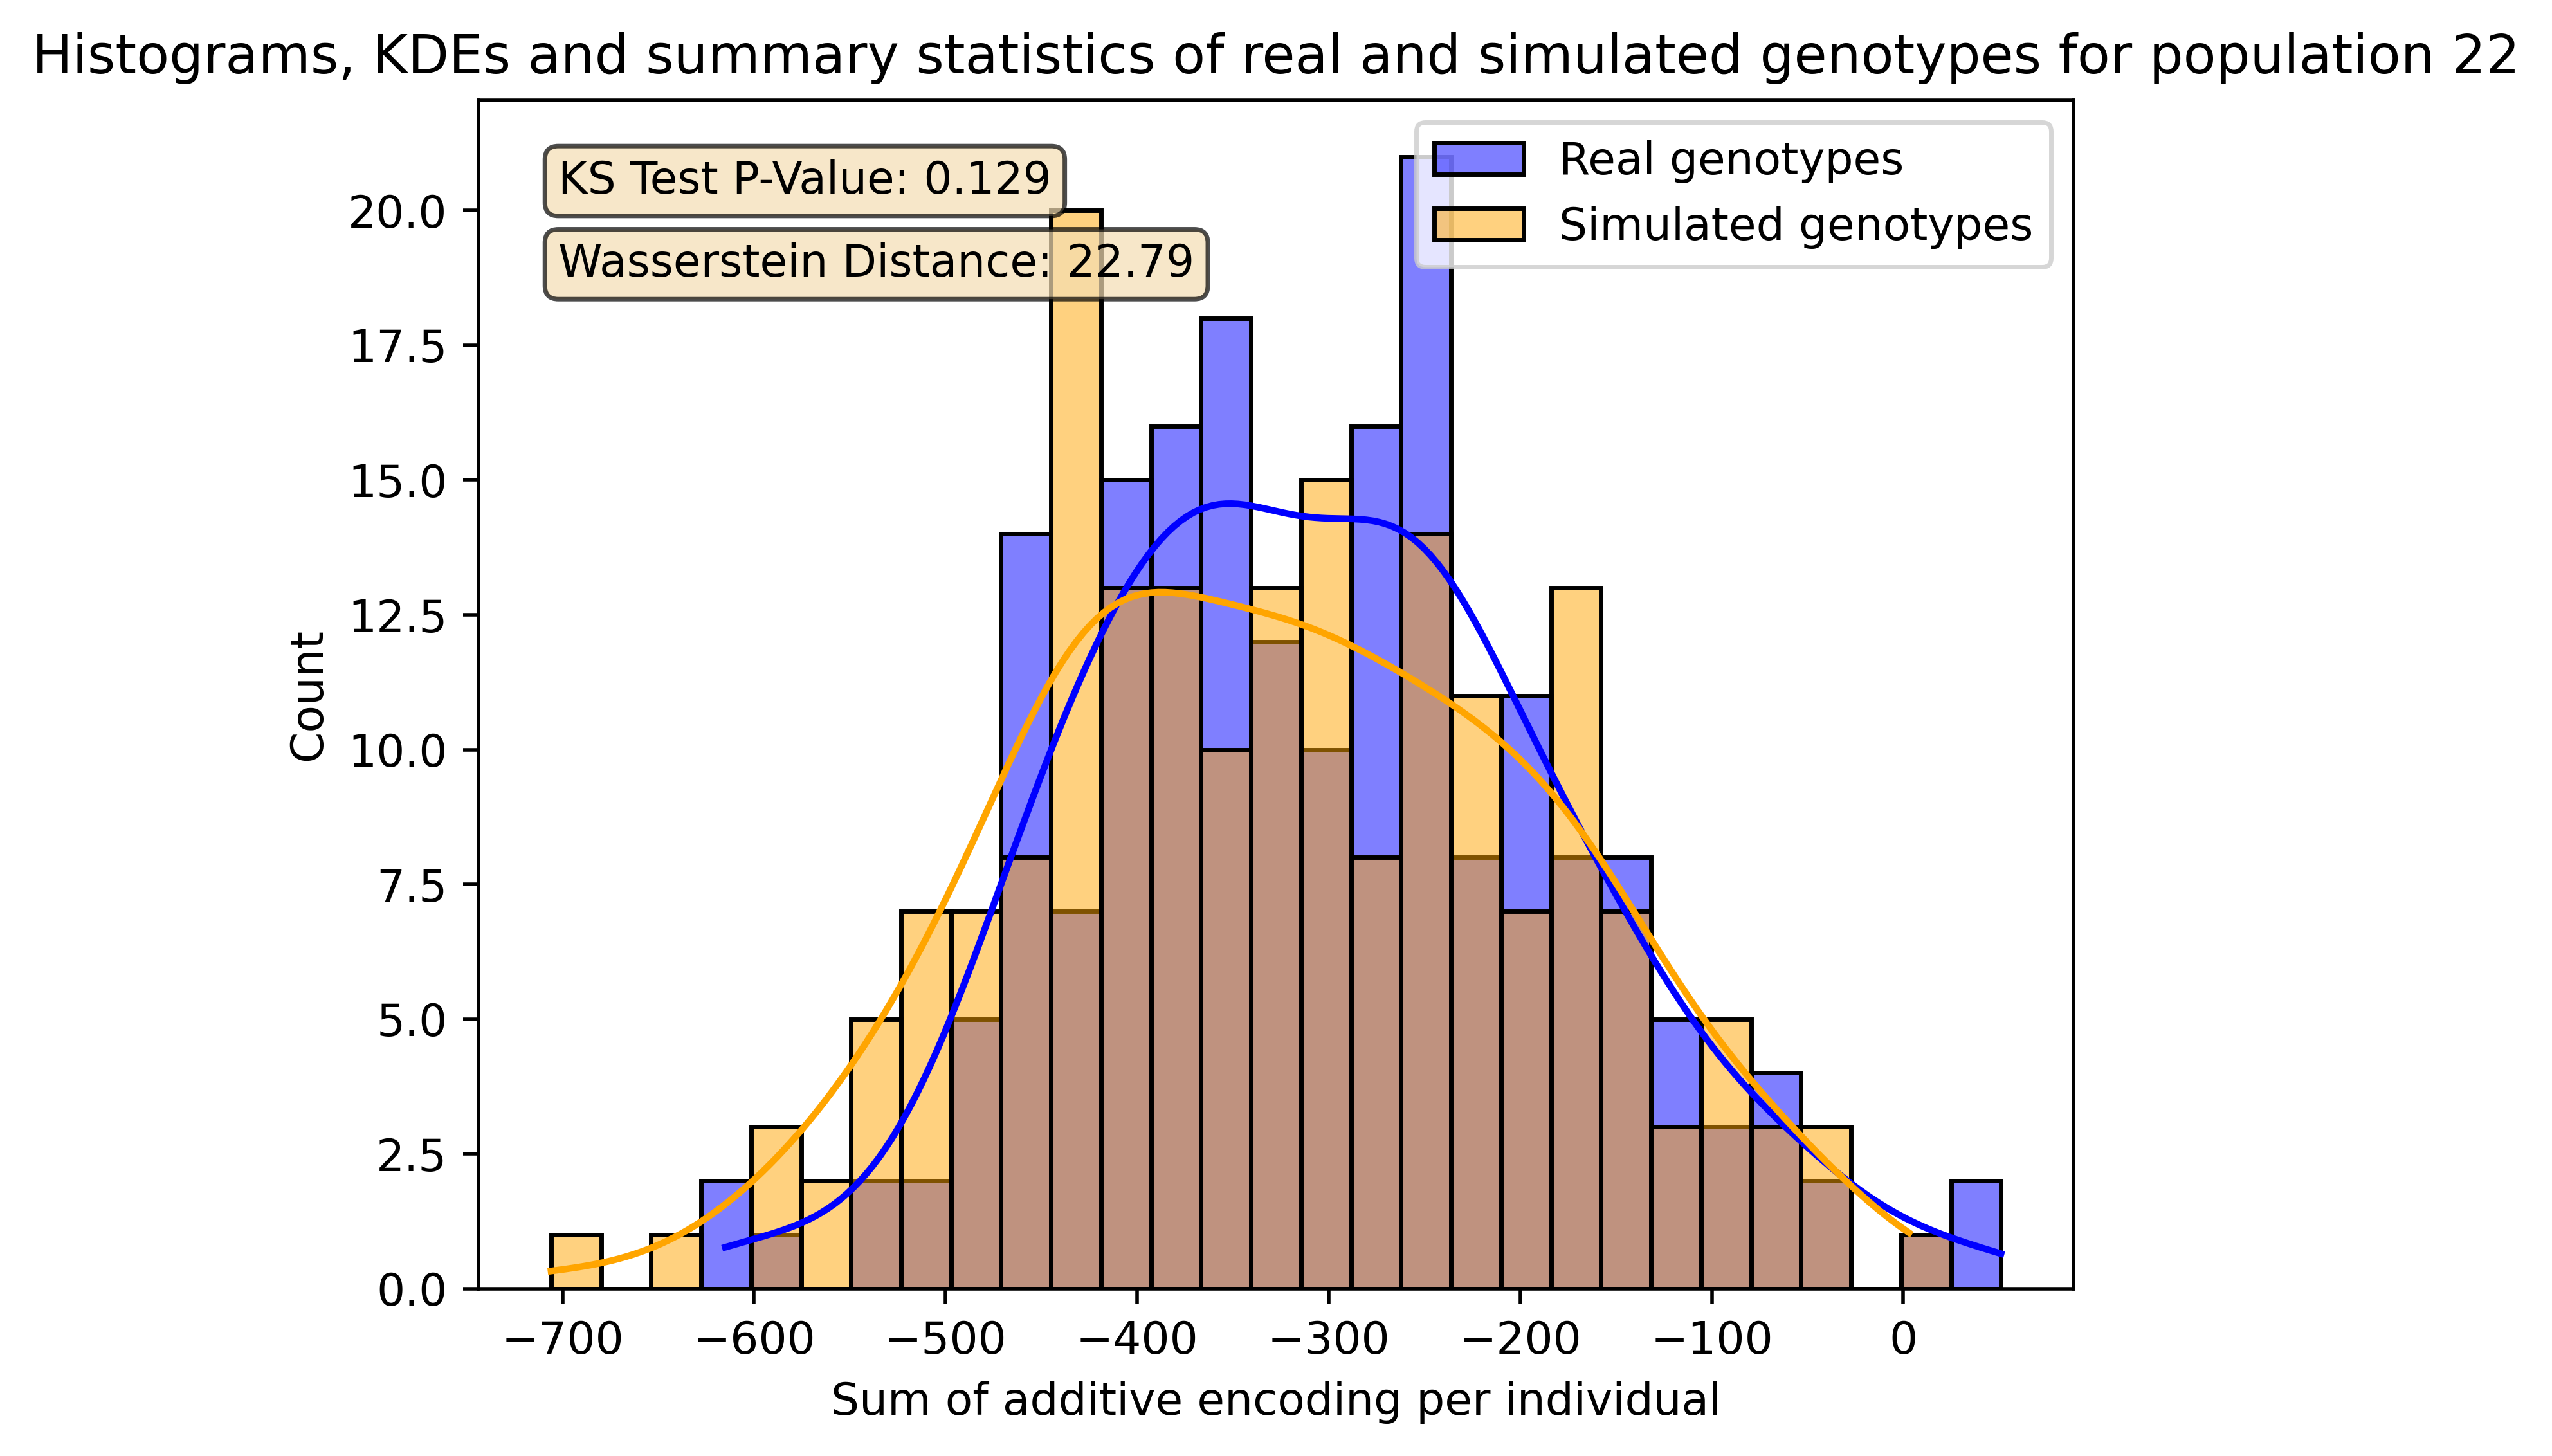 Histograms, KDEs and summary statistics of real and simulated genotypes for population 22
KS Test P-Value: 0.129
Wasserstein Distance: 22.79
Real genotypes
Simulated genotypes
Count
20.0
17.5
15.0
12.5
10.0
7.5
5.0
2.5
0.0
−700 −600 −500 −400 −300 −200 −100 0
Sum of additive encoding per individual